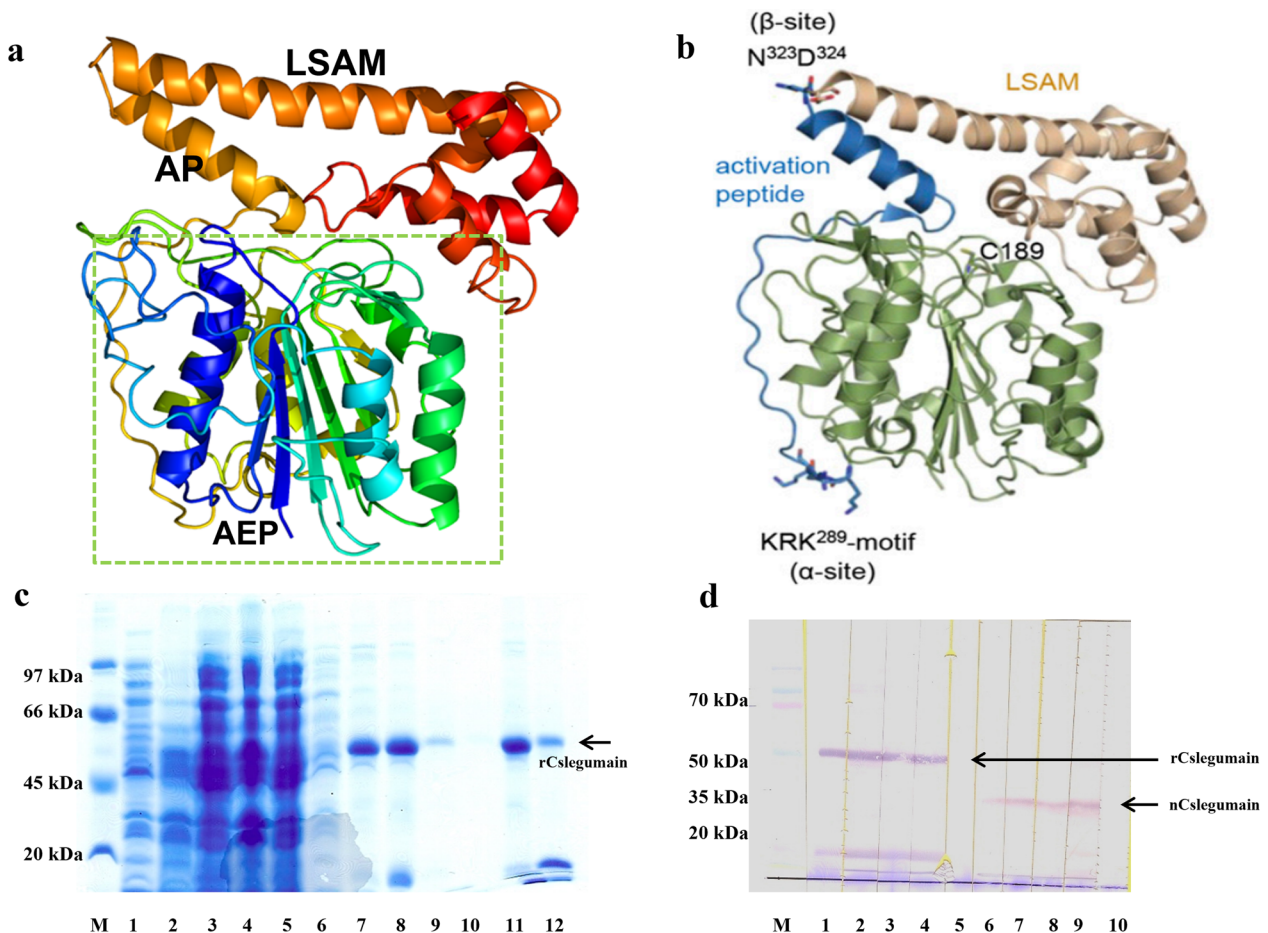 a
LSAM
AP
AEP
b
(β-site)
N³²³D³²⁴
LSAM
activation
peptide
C189
KRK²⁸⁹-motif
(α-site)
c
97 kDa
66 kDa
45 kDa
20 kDa
rCslegumain
M 1 2 3 4 5 6 7 8 9 10 11 12
d
70 kDa
50 kDa
35 kDa
20 kDa
rCslegumain
nCslegumain
M 1 2 3 4 5 6 7 8 9 10